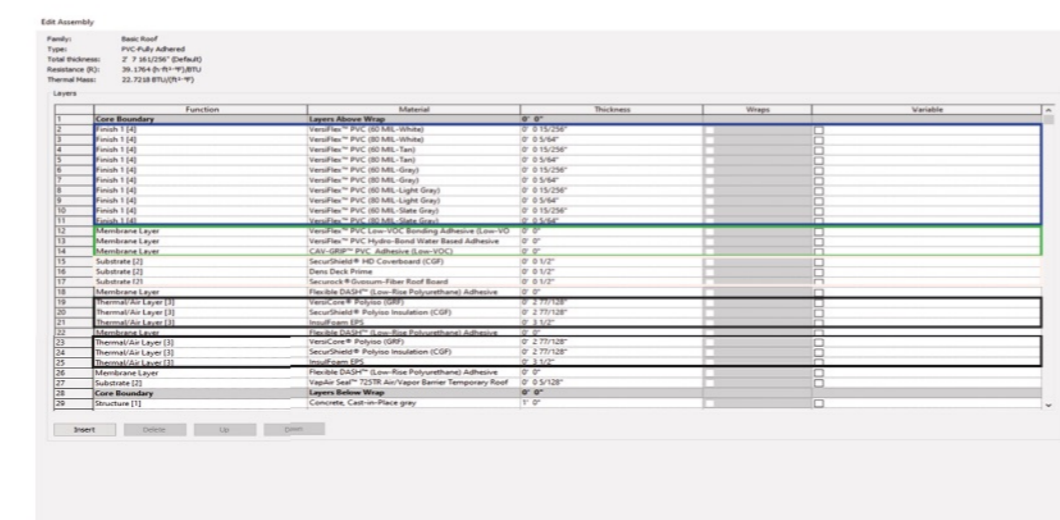 Edit Assembly
Family: Basic Roof
Type: PVC-Fully Adhered
Total thickness: 2' 7 161/256" (Default)
Resistance (R): 39.1764 (h·ft²·°F)/BTU
Thermal Mass: 22.7218 BTU/(ft²·°F)
Layers
Function Material Thickness Wraps Variable
1 Core Boundary Layers Above Wrap 0' 0"
2 Finish 1 [4] VersiFlex™ PVC (60 MIL-White) 0' 0 15/256"
3 Finish 1 [4] VersiFlex™ PVC (80 MIL-White) 0' 0 5/64"
4 Finish 1 [4] VersiFlex™ PVC (60 MIL-Tan) 0' 0 15/256"
5 Finish 1 [4] VersiFlex™ PVC (80 MIL-Tan) 0' 0 5/64"
6 Finish 1 [4] VersiFlex™ PVC (60 MIL-Gray) 0' 0 15/256"
7 Finish 1 [4] VersiFlex™ PVC (80 MIL-Gray) 0' 0 5/64"
8 Finish 1 [4] VersiFlex™ PVC (60 MIL-Light Gray) 0' 0 15/256"
9 Finish 1 [4] VersiFlex™ PVC (80 MIL-Light Gray) 0' 0 5/64"
10 Finish 1 [4] VersiFlex™ PVC (60 MIL-Slate Gray) 0' 0 15/256"
11 Finish 1 [4] VersiFlex™ PVC (80 MIL-Slate Gray) 0' 0 5/64"
12 Membrane Layer VersiFlex™ PVC Low-VOC Bonding Adhesive (Low-VO 0' 0"
13 Membrane Layer VersiFlex™ PVC Hydro-Bond Water Based Adhesive 0' 0"
14 Membrane Layer CAV-GRIP™ PVC Adhesive (Low-VOC) 0' 0"
15 Substrate [2] SecurShield® HD Coverboard (CGF) 0' 0 1/2"
16 Substrate [2] Dens Deck Prime 0' 0 1/2"
17 Substrate [2] Securock® Gypsum-Fiber Roof Board 0' 0 1/2"
18 Membrane Layer Flexible DASH™ (Low-Rise Polyurethane) Adhesive 0' 0"
19 Thermal/Air Layer [3] VersiCore® Polyiso (GRF) 0' 2 77/128"
20 Thermal/Air Layer [3] SecurShield® Polyiso Insulation (CGF) 0' 2 77/128"
21 Thermal/Air Layer [3] InsulFoam EPS 0' 3 1/2"
22 Membrane Layer Flexible DASH™ (Low-Rise Polyurethane) Adhesive 0' 0"
23 Thermal/Air Layer [3] VersiCore® Polyiso (GRF) 0' 2 77/128"
24 Thermal/Air Layer [3] SecurShield® Polyiso Insulation (CGF) 0' 2 77/128"
25 Thermal/Air Layer [3] InsulFoam EPS 0' 3 1/2"
26 Membrane Layer Flexible DASH™ (Low-Rise Polyurethane) Adhesive 0' 0"
27 Substrate [2] VapAir Seal™ 725TR Air/Vapor Barrier Temporary Roof 0' 0 5/128"
28 Core Boundary Layers Below Wrap 0' 0"
29 Structure [1] Concrete, Cast-in-Place gray 1' 0"
Insert Delete Up Down